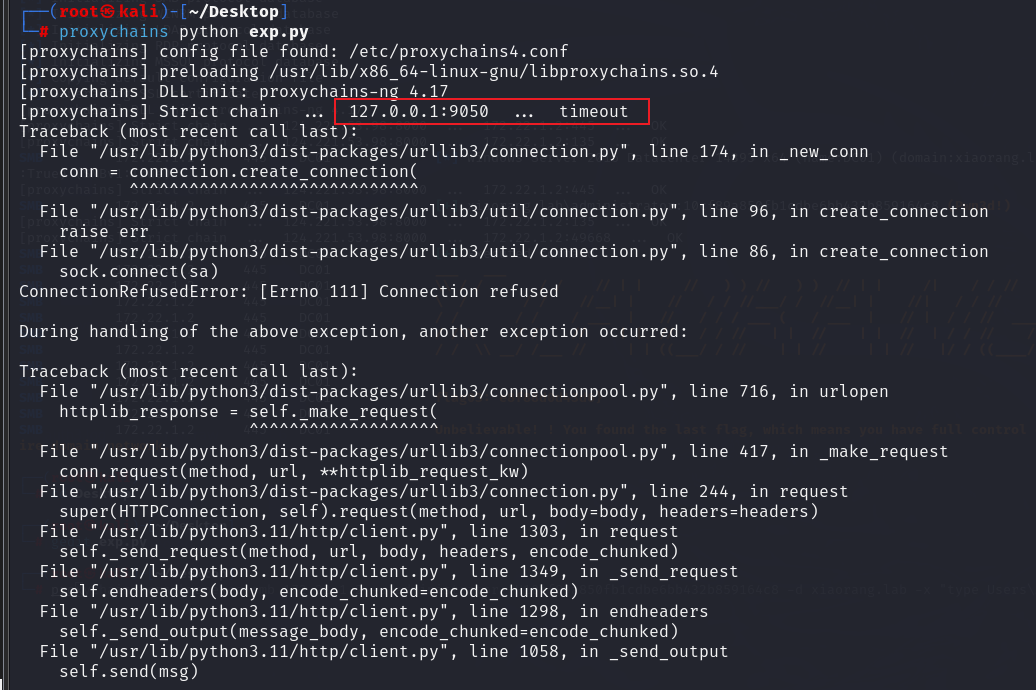 ┌──(root㉿kali)-[~/Desktop]
└─# proxychains python exp.py
[proxychains] config file found: /etc/proxychains4.conf
[proxychains] preloading /usr/lib/x86_64-linux-gnu/libproxychains.so.4
[proxychains] DLL init: proxychains-ng 4.17
[proxychains] Strict chain  ...  127.0.0.1:9050  ...  timeout
Traceback (most recent call last):
  File "/usr/lib/python3/dist-packages/urllib3/connection.py", line 174, in _new_conn
    conn = connection.create_connection(
           ^^^^^^^^^^^^^^^^^^^^^^^^^^^^^
  File "/usr/lib/python3/dist-packages/urllib3/util/connection.py", line 96, in create_connection
    raise err
  File "/usr/lib/python3/dist-packages/urllib3/util/connection.py", line 86, in create_connection
    sock.connect(sa)
ConnectionRefusedError: [Errno 111] Connection refused

During handling of the above exception, another exception occurred:

Traceback (most recent call last):
  File "/usr/lib/python3/dist-packages/urllib3/connectionpool.py", line 716, in urlopen
    httplib_response = self._make_request(
                       ^^^^^^^^^^^^^^^^^^^
  File "/usr/lib/python3/dist-packages/urllib3/connectionpool.py", line 417, in _make_request
    conn.request(method, url, **httplib_request_kw)
  File "/usr/lib/python3/dist-packages/urllib3/connection.py", line 244, in request
    super(HTTPConnection, self).request(method, url, body=body, headers=headers)
  File "/usr/lib/python3.11/http/client.py", line 1303, in request
    self._send_request(method, url, body, headers, encode_chunked)
  File "/usr/lib/python3.11/http/client.py", line 1349, in _send_request
    self.endheaders(body, encode_chunked=encode_chunked)
  File "/usr/lib/python3.11/http/client.py", line 1298, in endheaders
    self._send_output(message_body, encode_chunked=encode_chunked)
  File "/usr/lib/python3.11/http/client.py", line 1058, in _send_output
    self.send(msg)